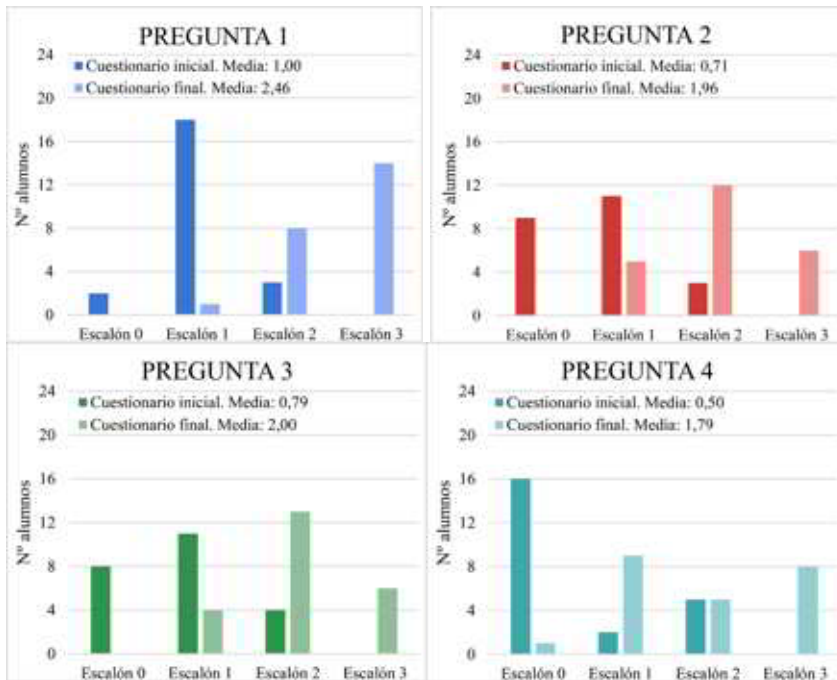 PREGUNTA 1
24
20
16
12
8
4
0
Nº alumnos
Cuestionario inicial. Media: 1,00
Cuestionario final. Media: 2,46
Escalón 0
Escalón 1
Escalón 2
Escalón 3
PREGUNTA 2
24
20
16
12
8
4
0
Nº alumnos
Cuestionario inicial. Media: 0,71
Cuestionario final. Media: 1,96
Escalón 0
Escalón 1
Escalón 2
Escalón 3
PREGUNTA 3
24
20
16
12
8
4
0
Nº alumnos
Cuestionario inicial. Media: 0,79
Cuestionario final. Media: 2,00
Escalón 0
Escalón 1
Escalón 2
Escalón 3
PREGUNTA 4
24
20
16
12
8
4
0
Nº alumnos
Cuestionario inicial. Media: 0,50
Cuestionario final. Media: 1,79
Escalón 0
Escalón 1
Escalón 2
Escalón 3